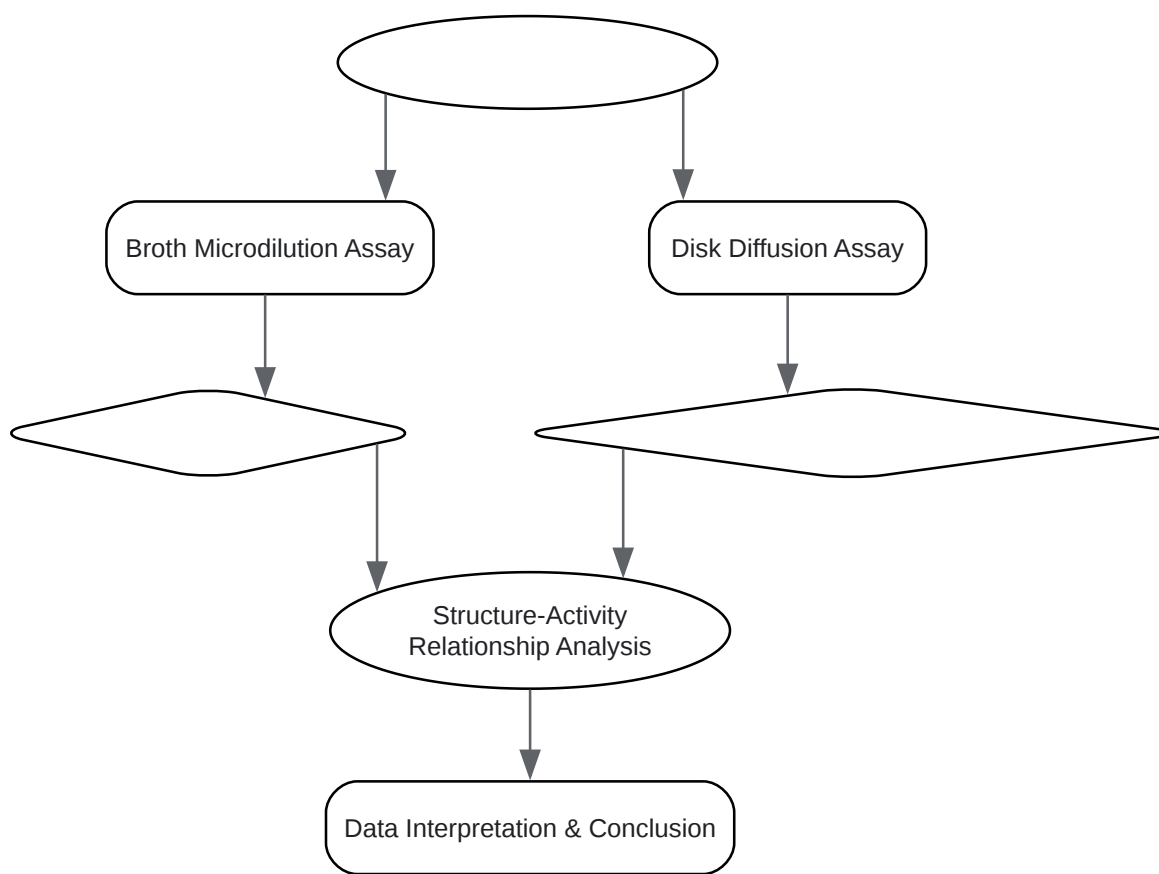 Broth Microdilution Assay
Disk Diffusion Assay
Structure-Activity
Relationship Analysis
Data Interpretation & Conclusion